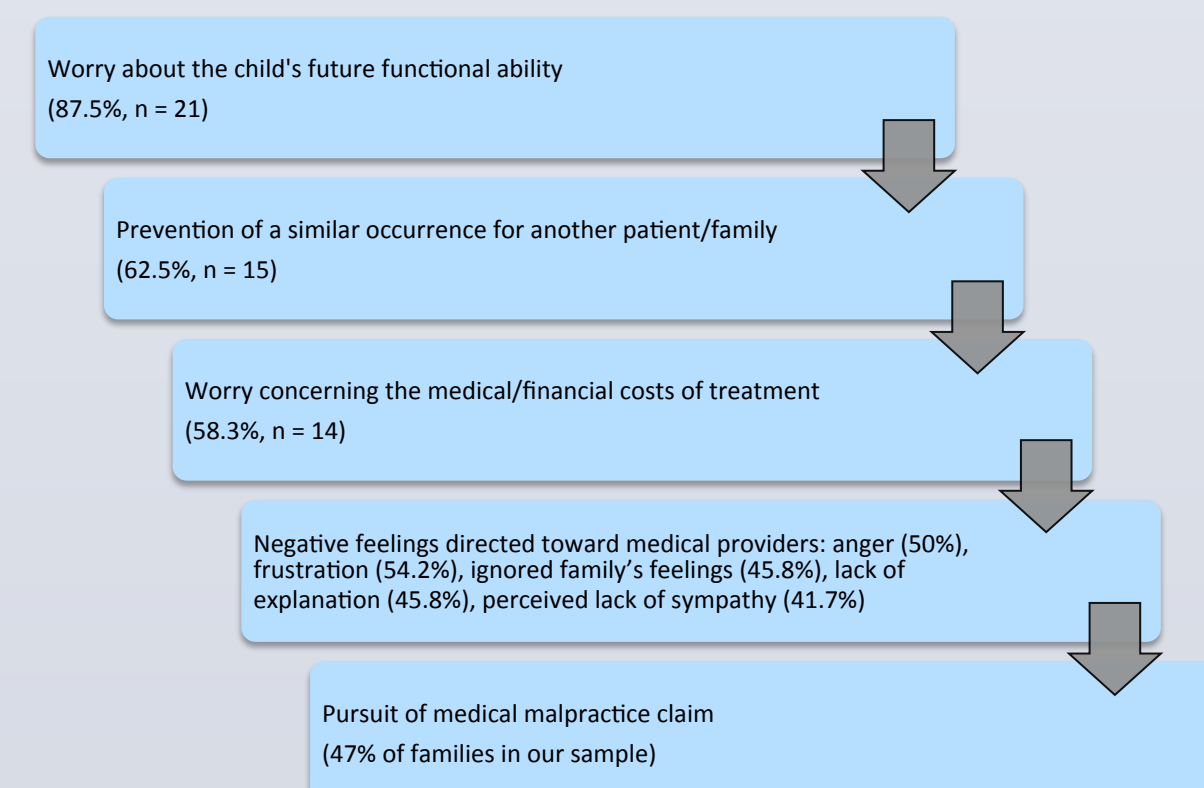 Worry about the child's future functional ability
(87.5%, n = 21)
Prevention of a similar occurrence for another patient/family
(62.5%, n = 15)
Worry concerning the medical/financial costs of treatment
(58.3%, n = 14)
Negative feelings directed toward medical providers: anger (50%),
frustration (54.2%), ignored family’s feelings (45.8%), lack of
explanation (45.8%), perceived lack of sympathy (41.7%)
Pursuit of medical malpractice claim
(47% of families in our sample)